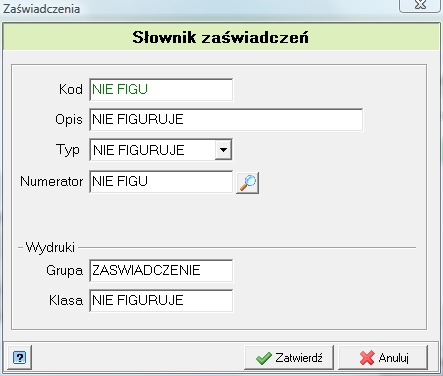 Zaświadczenia
Słownik zaświadczeń
Kod NIE FIGU
Opis NIE FIGURUJE
Typ NIE FIGURUJE
Numerator NIE FIGU
Wydruki
Grupa ZASWIADCZENIE
Klasa NIE FIGURUJE
? Zatwierdź Anuluj